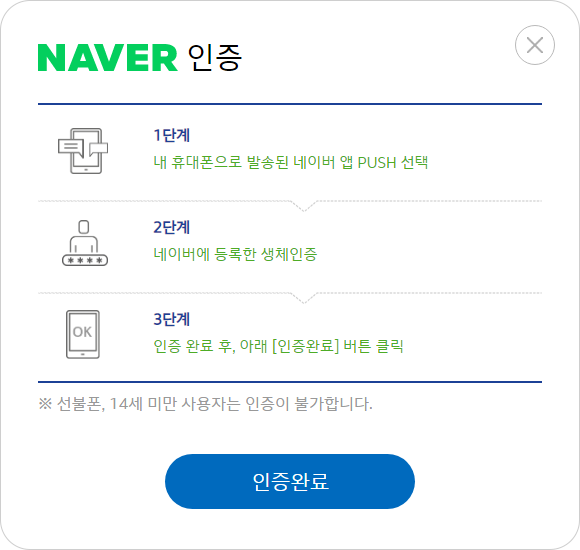 NAVER 인증
1단계
내 휴대폰으로 발송된 네이버 앱 PUSH 선택
2단계
네이버에 등록한 생체인증
****
3단계
OK
인증 완료 후, 아래 [인증완료] 버튼 클릭
※ 선불폰, 14세 미만 사용자는 인증이 불가합니다.
인증완료